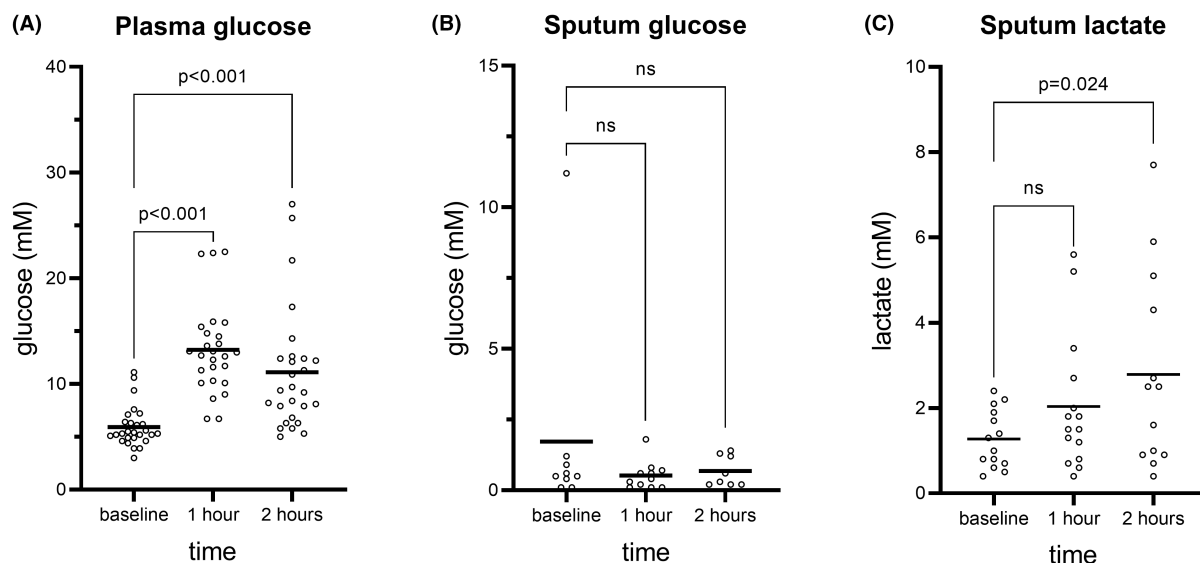 (A) Plasma glucose
40
30
20
10
0
glucose (mM)
p<0.001
p<0.001
baseline 1 hour 2 hours
time
(B) Sputum glucose
15
10
5
0
glucose (mM)
ns
ns
baseline 1 hour 2 hours
time
(C) Sputum lactate
10
8
6
4
2
0
lactate (mM)
p=0.024
ns
baseline 1 hour 2 hours
time